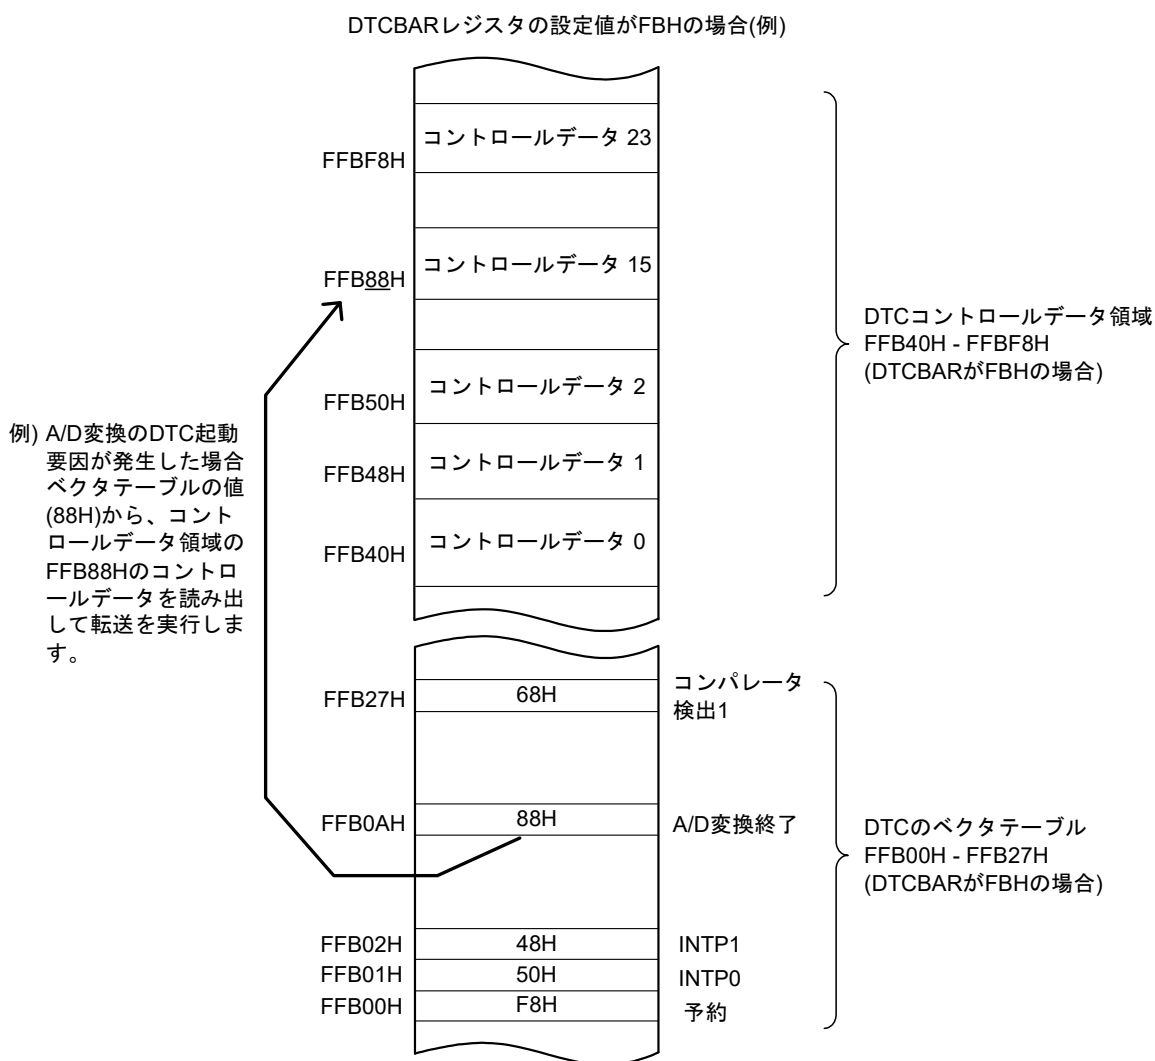 DTCBARレジスタの設定値がFBHの場合(例)
コントロールデータ 23
FFBF8H
コントロールデータ 15
FFB88H
コントロールデータ 2
FFB50H
コントロールデータ 1
FFB48H
コントロールデータ 0
FFB40H
DTCコントロールデータ領域
FFB40H - FFBF8H
(DTCBARがFBHの場合)
例) A/D変換のDTC起動
要因が発生した場合
ベクタテーブルの値
(88H)から、コント
ロールデータ領域の
FFB88Hのコントロ
ールデータを読み出
して転送を実行しま
す。
FFB27H
68H
コンパレータ
検出1
FFB0AH
88H
A/D変換終了
DTCのベクタテーブル
FFB00H - FFB27H
(DTCBARがFBHの場合)
FFB02H
48H
INTP1
FFB01H
50H
INTP0
FFB00H
F8H
予約